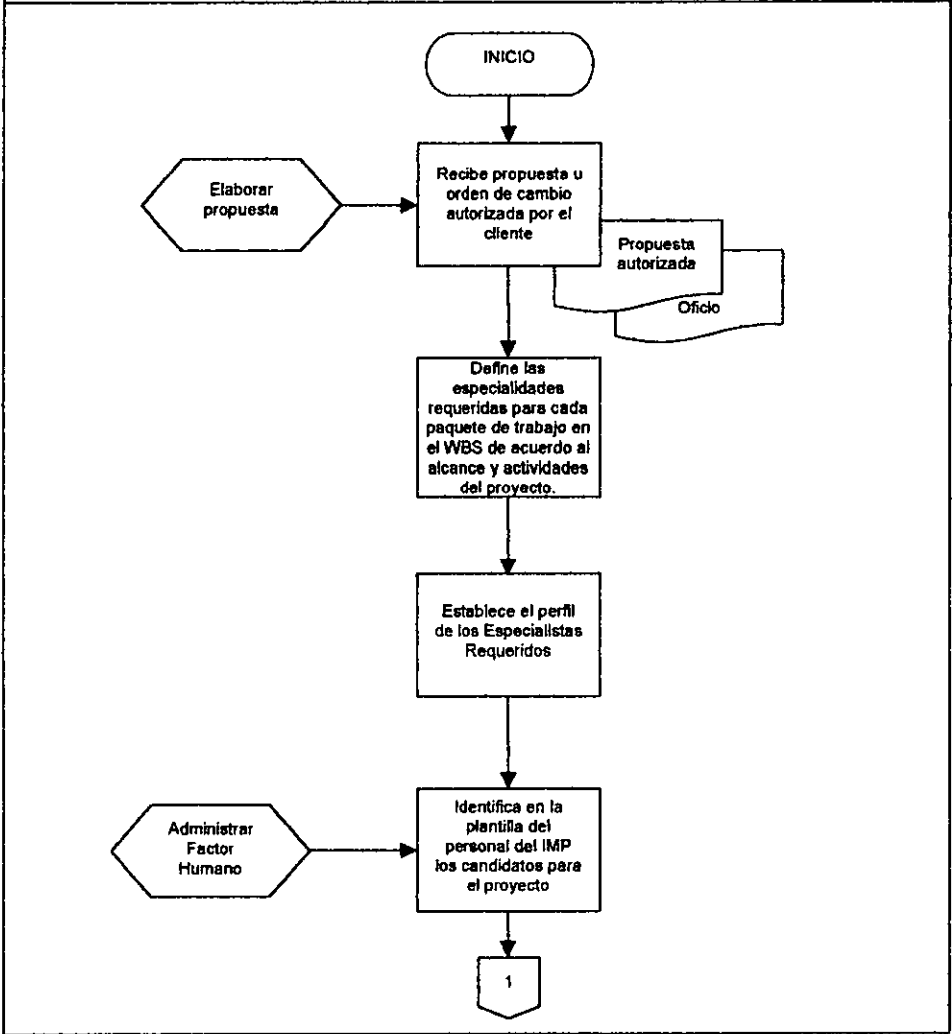 INICIO
Elaborar
propuesta
Recibe propuesta u
orden de cambio
autorizada por el
cliente
Propuesta
autorizada
Oficio
Define las
especialidades
requeridas para cada
paquete de trabajo en
el WBS de acuerdo al
alcance y actividades
del proyecto.
Establece el perfil
de los Especialistas
Requeridos
Administrar
Factor
Humano
Identifica en la
plantilla del
personal del IMP
los candidatos para
el proyecto
1